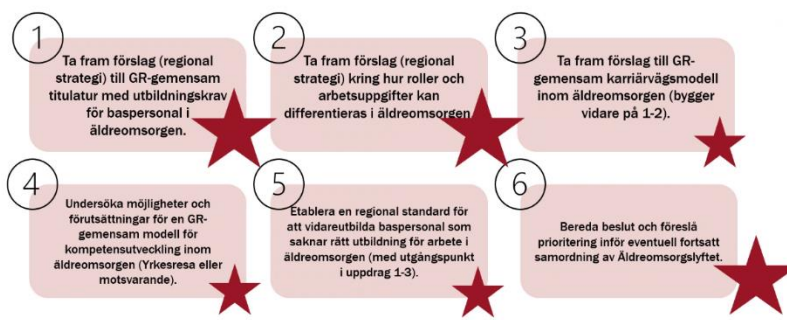 1
Ta fram förslag (regional
strategi) till GR-gemensam
titulatur med utbildningskrav
för baspersonal i
äldreomsorgen.
2
Ta fram förslag (regional
strategi) kring hur roller och
arbetsuppgifter kan
differentieras i äldreomsorgen
3
Ta fram förslag till GR-
gemensam karriärvägsmodell
inom äldreomsorgen (bygger
vidare på 1-2).
4
Undersöka möjligheter och
förutsättningar för en GR-
gemensam modell för
kompetensutveckling inom
äldreomsorgen (Yrkesresa eller
motsvarande).
5
Etablera en regional standard för
att vidareutbilda baspersonal som
saknar rätt utbildning för arbete i
äldreomsorgen (med utgångspunkt
i uppdrag 1-3).
6
Bereda beslut och föreslå
prioritering inför eventuell fortsatt
samordning av Äldreomsorgslyftet.